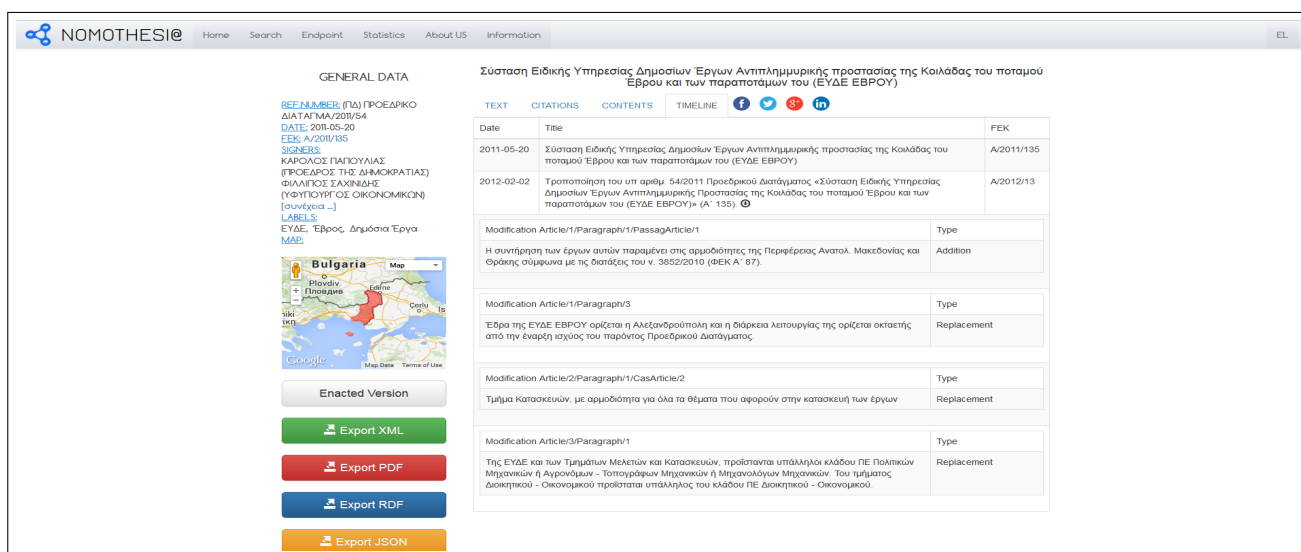 NOMOTHESI@ Home Search Endpoint Statistics About US Information EL
GENERAL DATA
REF.NUMBER: (ΠΔ) ΠΡΟΕΔΡΙΚΟ
ΔΙΑΤΑΓΜΑ/2011/54
DATE: 2011-05-20
FEK: A/2011/135
SIGNERS:
ΚΑΡΟΛΟΣ ΠΑΠΟΥΛΙΑΣ
(ΠΡΟΕΔΡΟΣ ΤΗΣ ΔΗΜΟΚΡΑΤΙΑΣ)
ΦΙΛΛΙΠΟΣ ΣΑΧΙΝΙΔΗΣ
(ΥΦΥΠΟΥΡΓΟΣ ΟΙΚΟΝΟΜΙΚΩΝ)
[συνέχεια ...]
LABELS:
ΕΥΔΕ, Έβρος, Δημόσια Έργα
MAP:
Bulgaria Map
Plovdiv
Пловдив
Edirne
Çorlu Is
niki
ίκη
Google Map Data Terms of Use
Enacted Version
Export XML
Export PDF
Export RDF
Export JSON
Σύσταση Ειδικής Υπηρεσίας Δημοσίων Έργων Αντιπλημμυρικής προστασίας της Κοιλάδας του ποταμού
Έβρου και των παραποτάμων του (ΕΥΔΕ ΕΒΡΟΥ)
TEXT CITATIONS CONTENTS TIMELINE
Date Title FEK
2011-05-20 Σύσταση Ειδικής Υπηρεσίας Δημοσίων Έργων Αντιπλημμυρικής προστασίας της Κοιλάδας του A/2011/135
ποταμού Έβρου και των παραποτάμων του (ΕΥΔΕ ΕΒΡΟΥ)
2012-02-02 Τροποποίηση του υπ αριθμ. 54/2011 Προεδρικού Διατάγματος «Σύσταση Ειδικής Υπηρεσίας A/2012/13
Δημοσίων Έργων Αντιπλημμυρικής Προστασίας της Κοιλάδας του ποταμού Έβρου και των
παραποτάμων του (ΕΥΔΕ ΕΒΡΟΥ)» (Α` 135).
Modification Article/1/Paragraph/1/PassagArticle/1 Type
Η συντήρηση των έργων αυτών παραμένει στις αρμοδιότητες της Περιφέρειας Ανατολ. Μακεδονίας και Addition
Θράκης σύμφωνα με τις διατάξεις του ν. 3852/2010 (ΦΕΚ Α` 87).
Modification Article/1/Paragraph/3 Type
Έδρα της ΕΥΔΕ ΕΒΡΟΥ ορίζεται η Αλεξανδρούπολη και η διάρκεια λειτουργίας της ορίζεται οκταετής Replacement
από την έναρξη ισχύος του παρόντος Προεδρικού Διατάγματος.
Modification Article/2/Paragraph/1/CasArticle/2 Type
Τμήμα Κατασκευών, με αρμοδιότητα για όλα τα θέματα που αφορούν στην κατασκευή των έργων Replacement
Modification Article/3/Paragraph/1 Type
Της ΕΥΔΕ και των Τμημάτων Μελετών και Κατασκευών, προΐστανται υπάλληλοι κλάδου ΠΕ Πολιτικών Replacement
Μηχανικών ή Αγρονόμων - Τοπογράφων Μηχανικών ή Μηχανολόγων Μηχανικών. Του τμήματος
Διοικητικού - Οικονομικού προΐσταται υπάλληλος του κλάδου ΠΕ Διοικητικού - Οικονομικού.